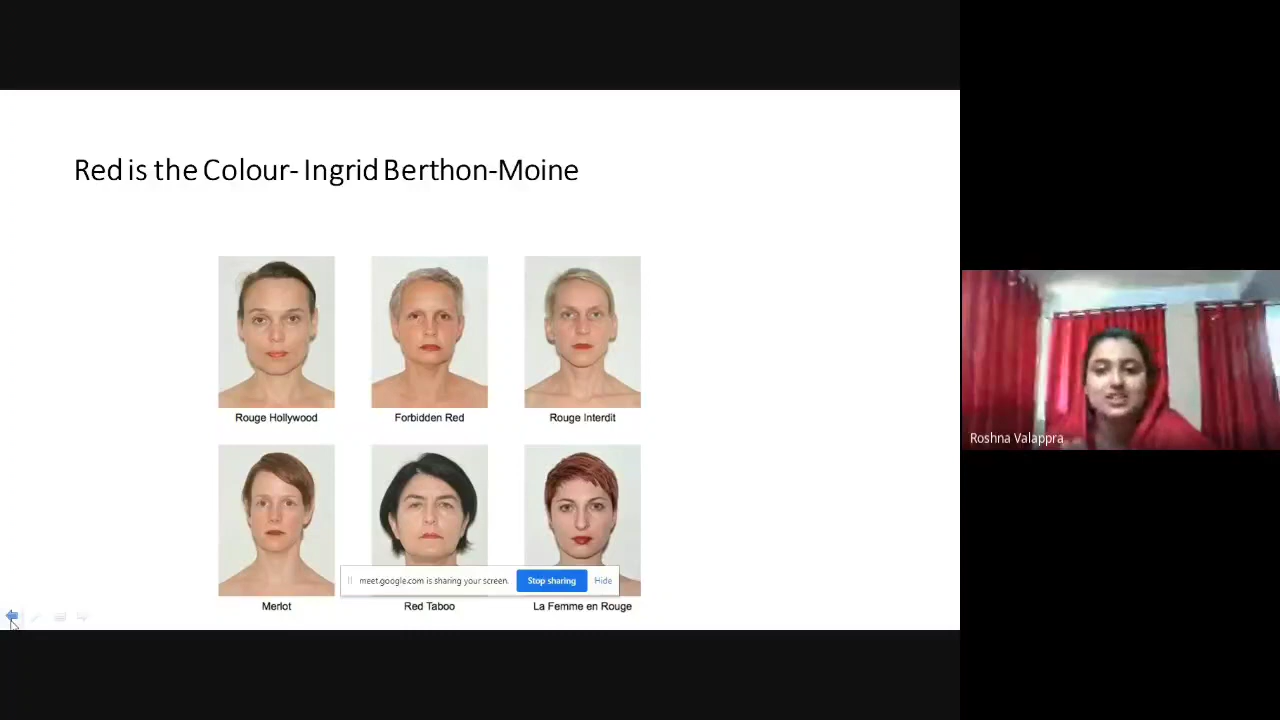 Red is the Colour- Ingrid Berthon-Moine
Rouge Hollywood
Forbidden Red
Rouge Interdit
Roshna Valappra
meet.google.com is sharing your screen.
Stop sharing
Hide
Merlot
Red Taboo
La Femme en Rouge